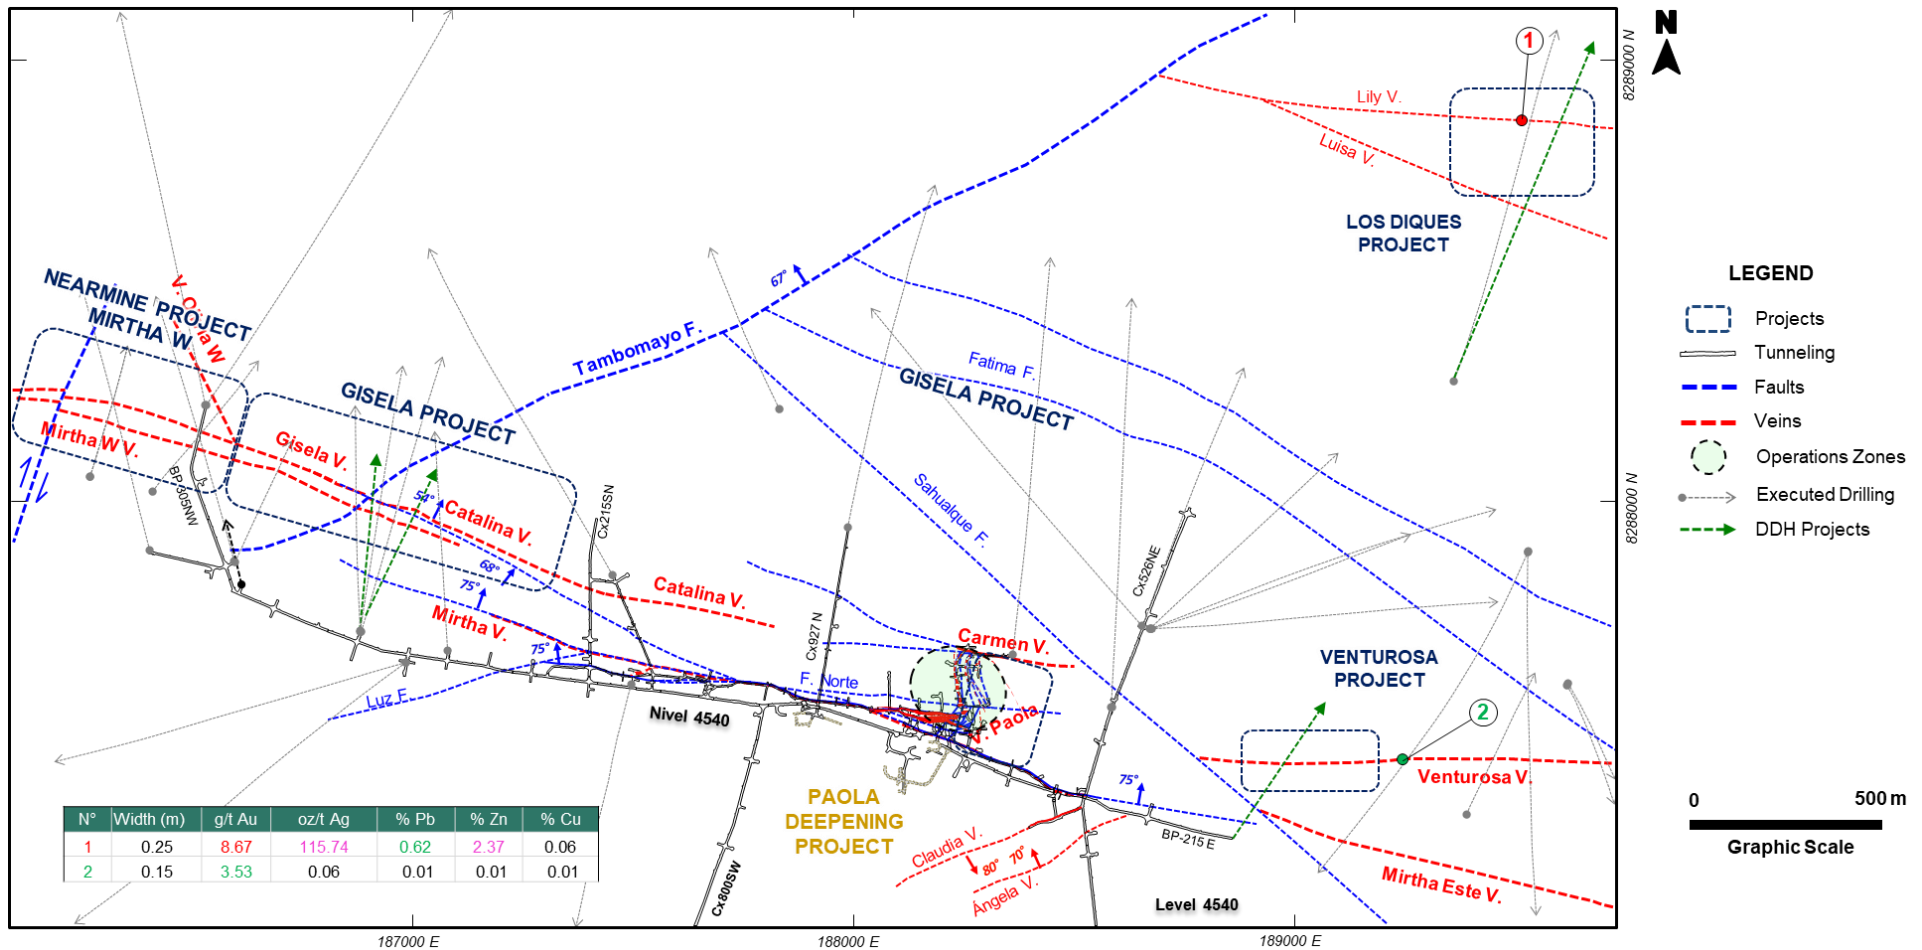 N
1
8289000 N
Lily V.
Luisa V.
LOS DIQUES
PROJECT
LEGEND
Projects
Tunneling
Faults
Veins
Operations Zones
Executed Drilling
DDH Projects
NEARMINE PROJECT
MIRTHA W
67°
Tambomayo F.
Fatima F.
GISELA PROJECT
GISELA PROJECT
Mirtha W V.
Gisela V.
BP-305NW
54°
Catalina V.
Cx215SN
Sahualque F.
8288000 N
68°
75°
Catalina V.
Cx526NE
Mirtha V.
75°
Cx927 N
Carmen V.
VENTUROSA
PROJECT
Luz F.
F. Norte
Nivel 4540
V. Paola
2
75°
Venturosa V.
0
500 m
Graphic Scale
PAOLA
DEEPENING
PROJECT
BP-215 E
Claudia V.
80°
70°
Ángela V.
Mirtha Este V.
Cx800SW
Level 4540
N° Width (m) g/t Au oz/t Ag % Pb % Zn % Cu
1 0.25 8.67 115.74 0.62 2.37 0.06
2 0.15 3.53 0.06 0.01 0.01 0.01
187000 E
188000 E
189000 E